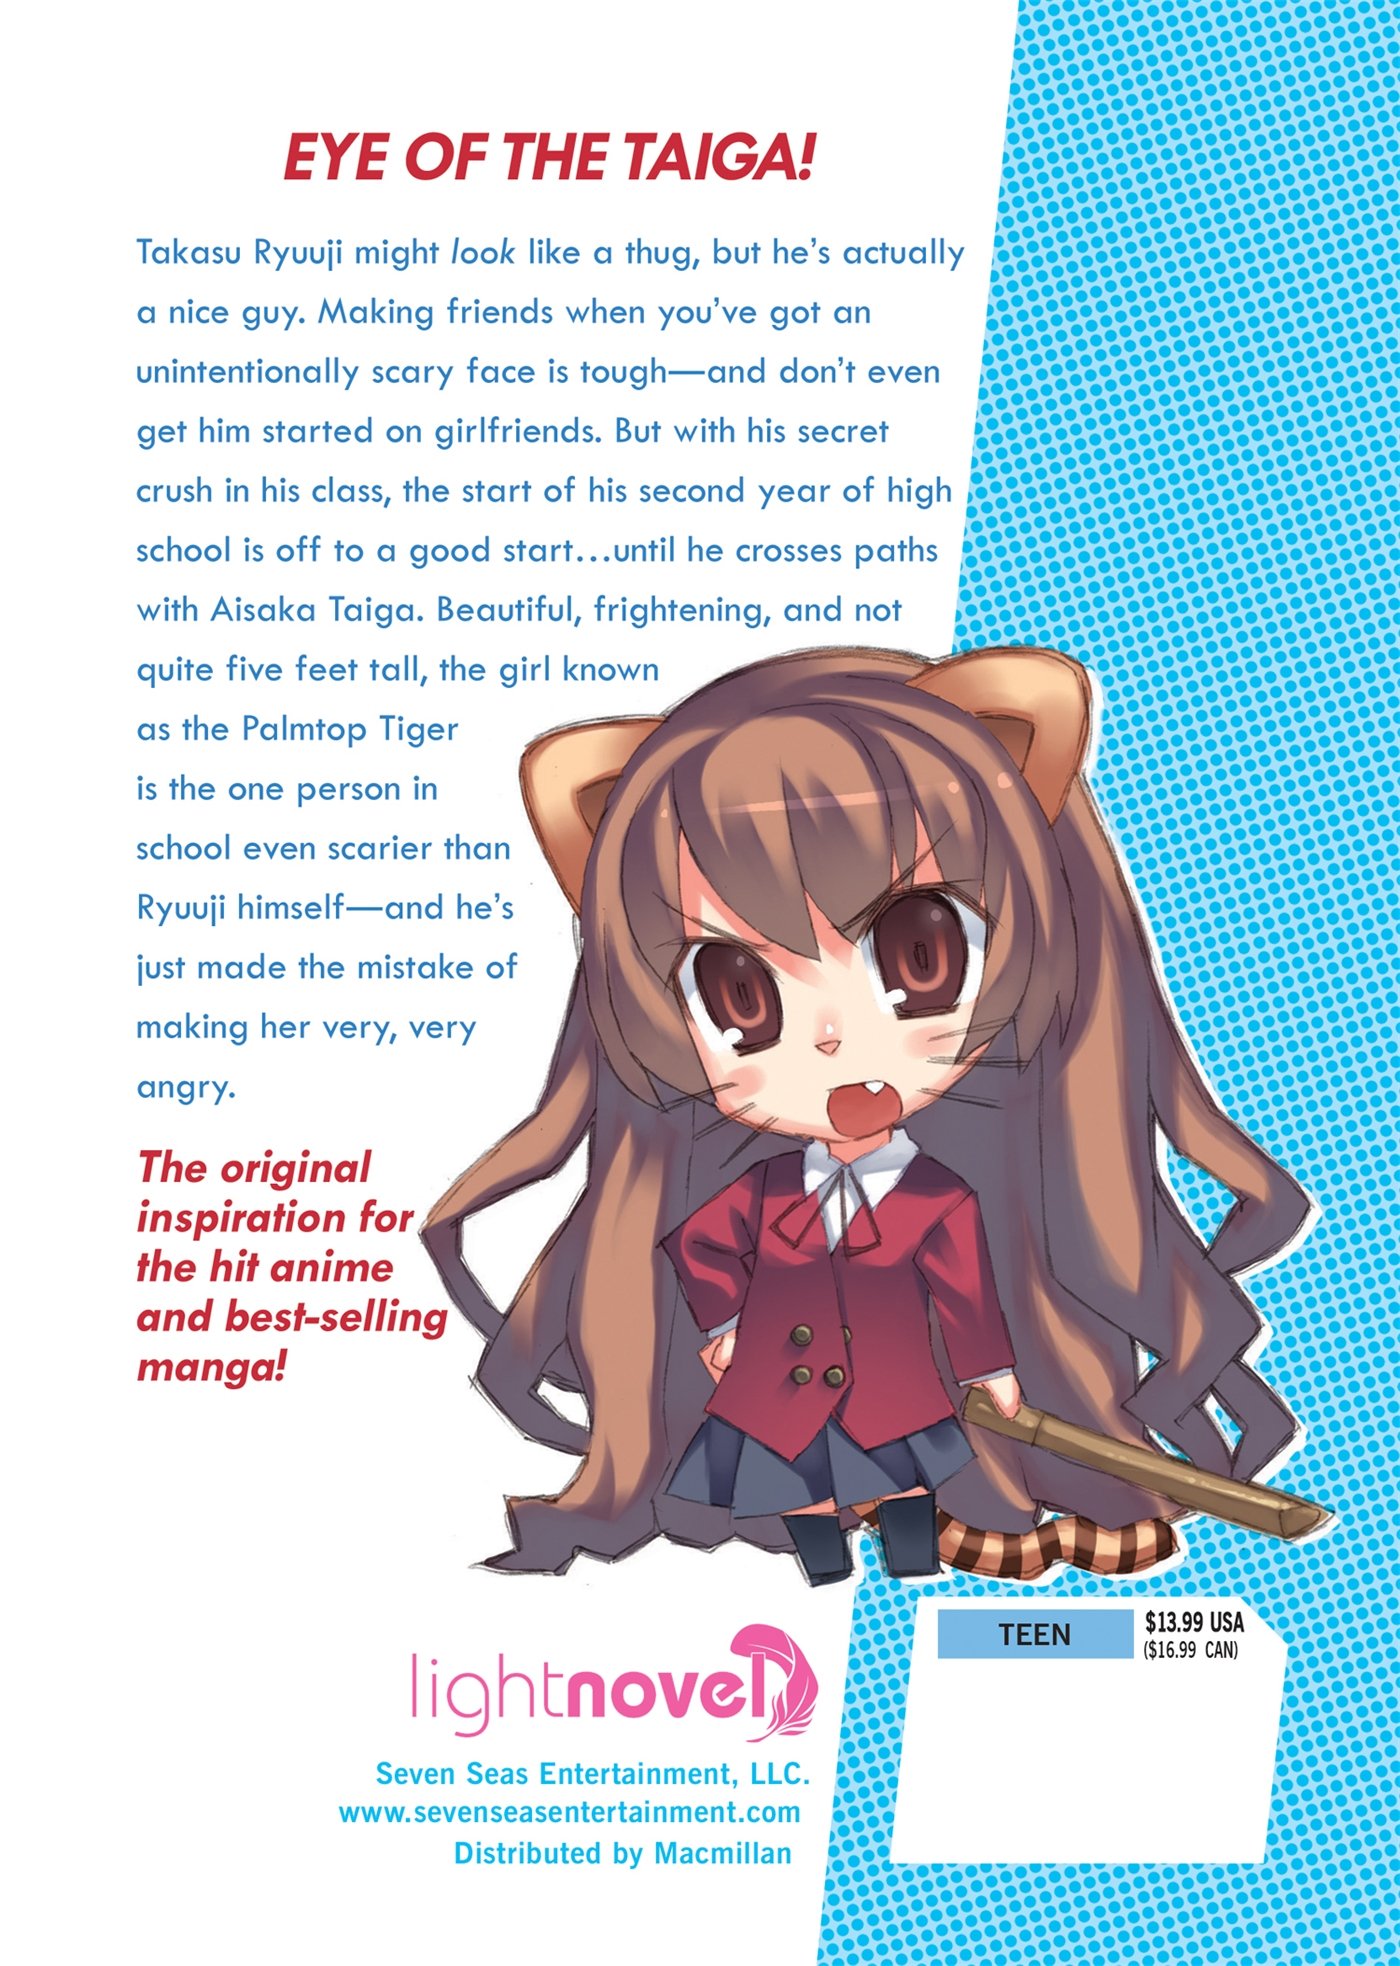 EYE OF THE TAIGA!
Takasu Ryuuji might look like a thug, but he’s actually
a nice guy. Making friends when you’ve got an
unintentionally scary face is tough—and don’t even
get him started on girlfriends. But with his secret
crush in his class, the start of his second year of high
school is off to a good start…until he crosses paths
with Aisaka Taiga. Beautiful, frightening, and not
quite five feet tall, the girl known
as the Palmtop Tiger
is the one person in
school even scarier than
Ryuuji himself—and he’s
just made the mistake of
making her very, very
angry.
The original
inspiration for
the hit anime
and best-selling
manga!
lightnovel
Seven Seas Entertainment, LLC.
www.sevenseasentertainment.com
Distributed by Macmillan
TEEN
$13.99 USA
($16.99 CAN)